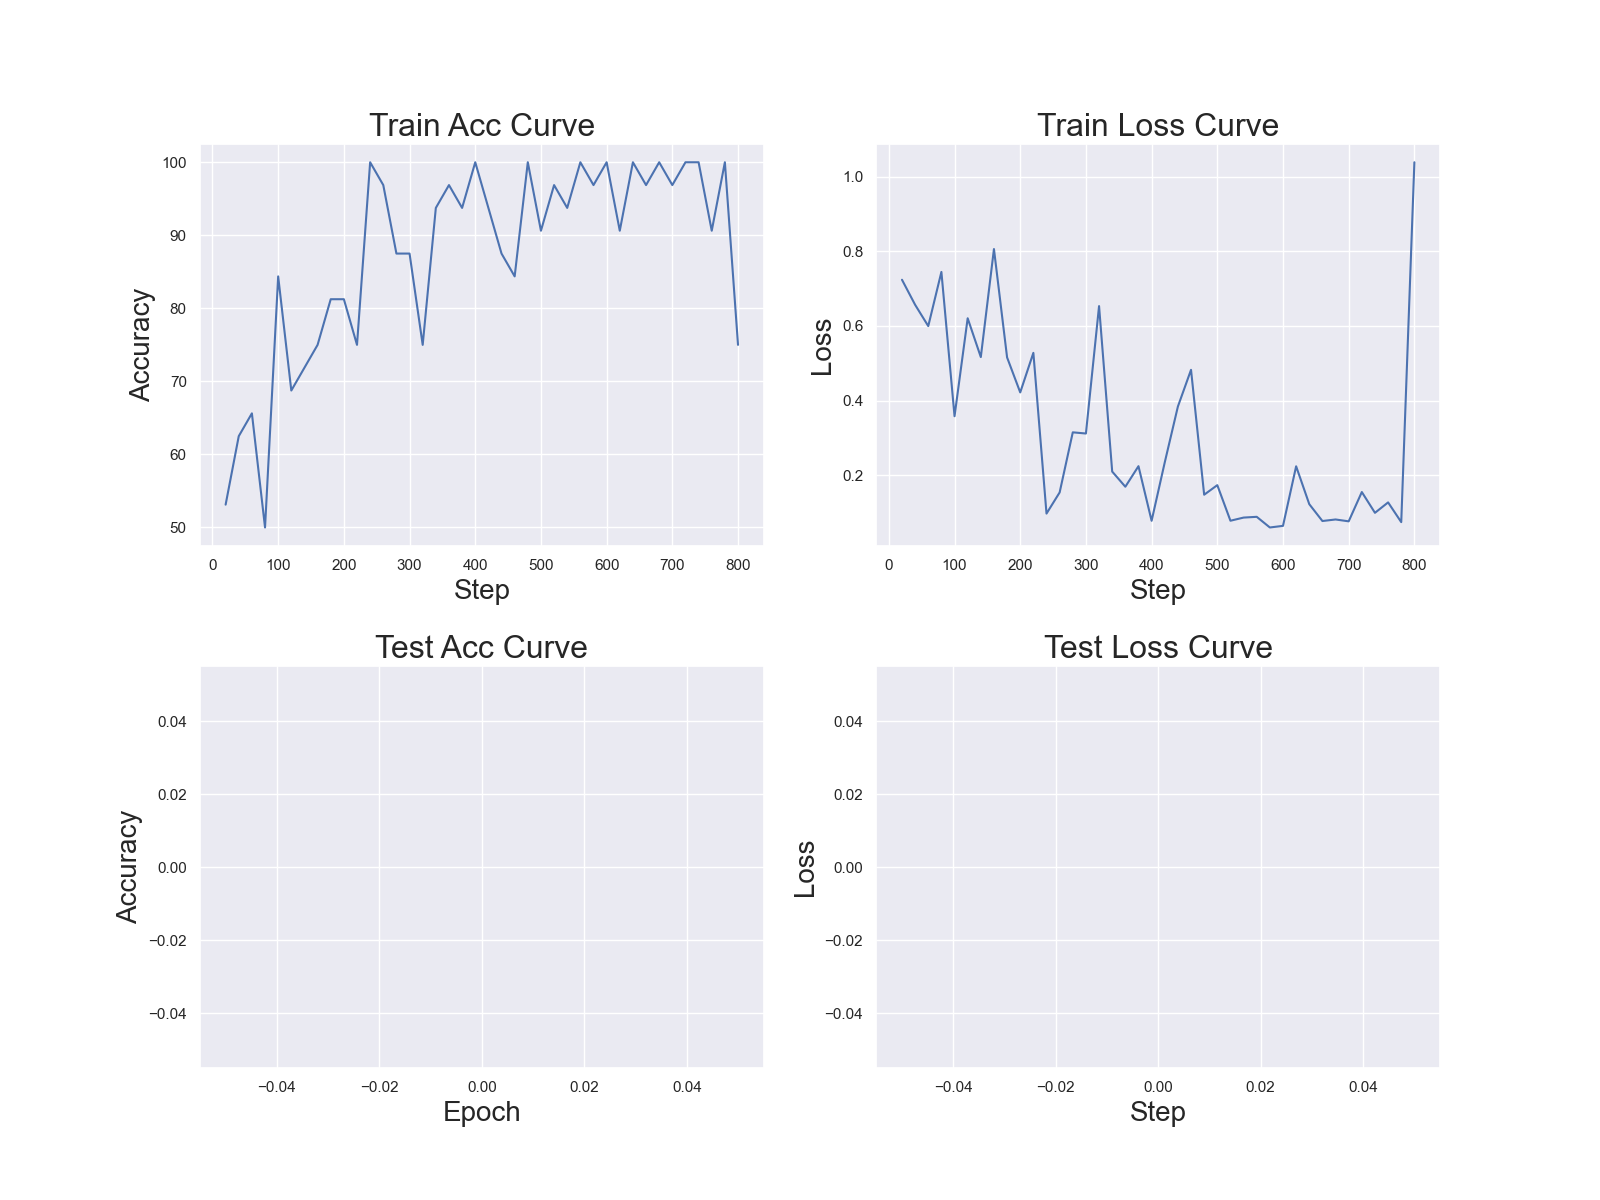 Train Acc Curve
Accuracy
100
90
80
70
60
50
0 100 200 300 400 500 600 700 800
Step
Train Loss Curve
Loss
1.0
0.8
0.6
0.4
0.2
0 100 200 300 400 500 600 700 800
Step
Test Acc Curve
Accuracy
0.04
0.02
0.00
−0.02
−0.04
−0.04 −0.02 0.00 0.02 0.04
Epoch
Test Loss Curve
Loss
0.04
0.02
0.00
−0.02
−0.04
−0.04 −0.02 0.00 0.02 0.04
Step